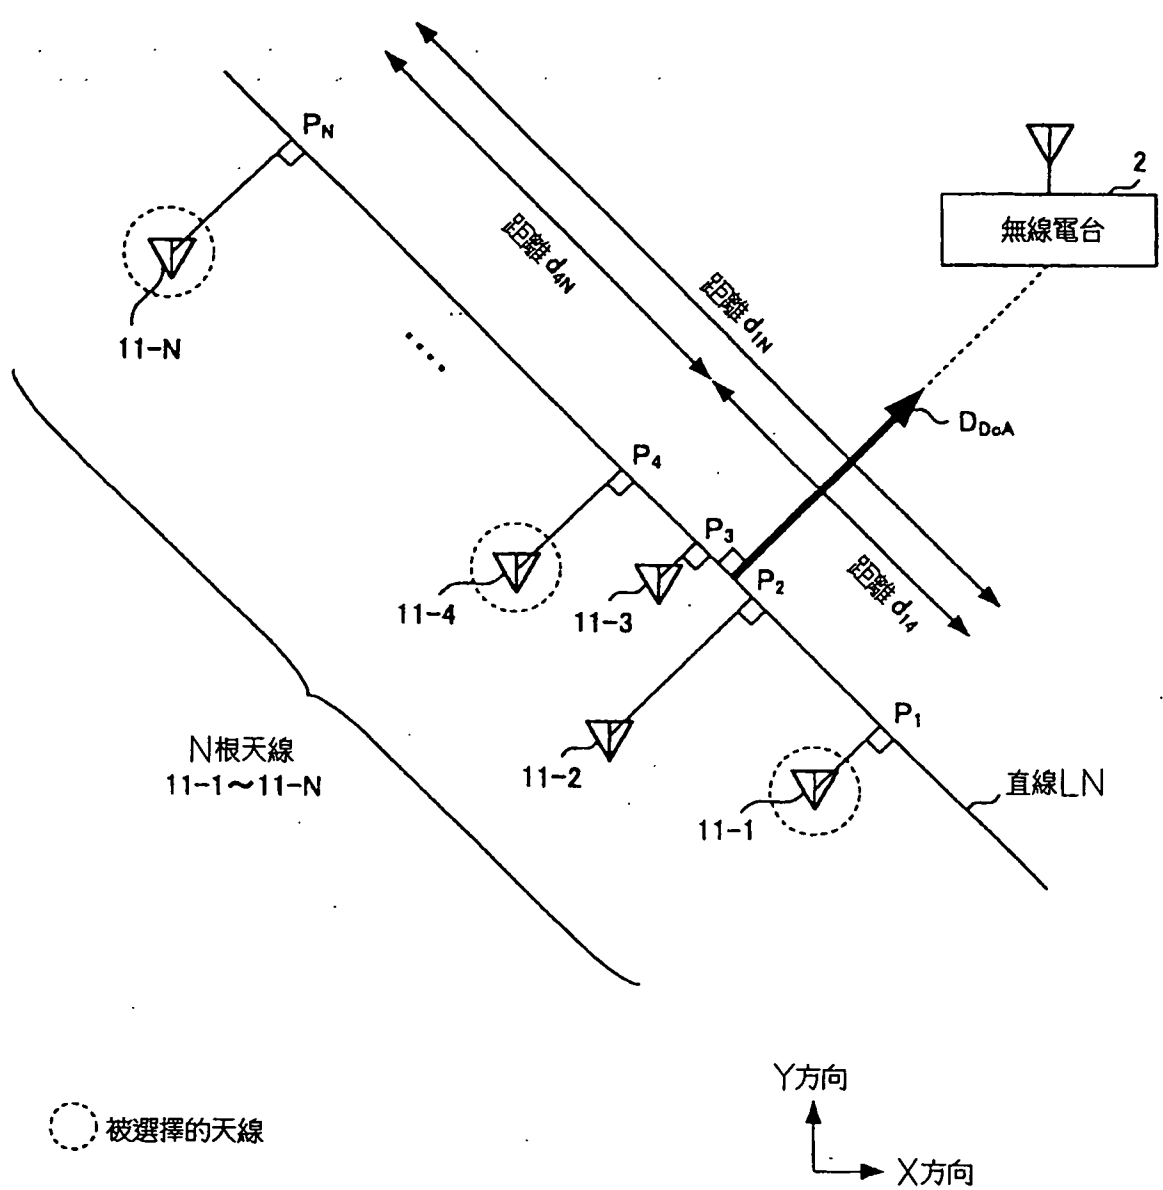 P_N
2
無線電台
距離 d_4N
距離 d_1N
11-N
D_DoA
P_4
P_3
P_2
距離 d_14
11-4
11-3
P_1
N根天線
11-1～11-N
11-2
直線LN
11-1
Y方向
被選擇的天線
X方向